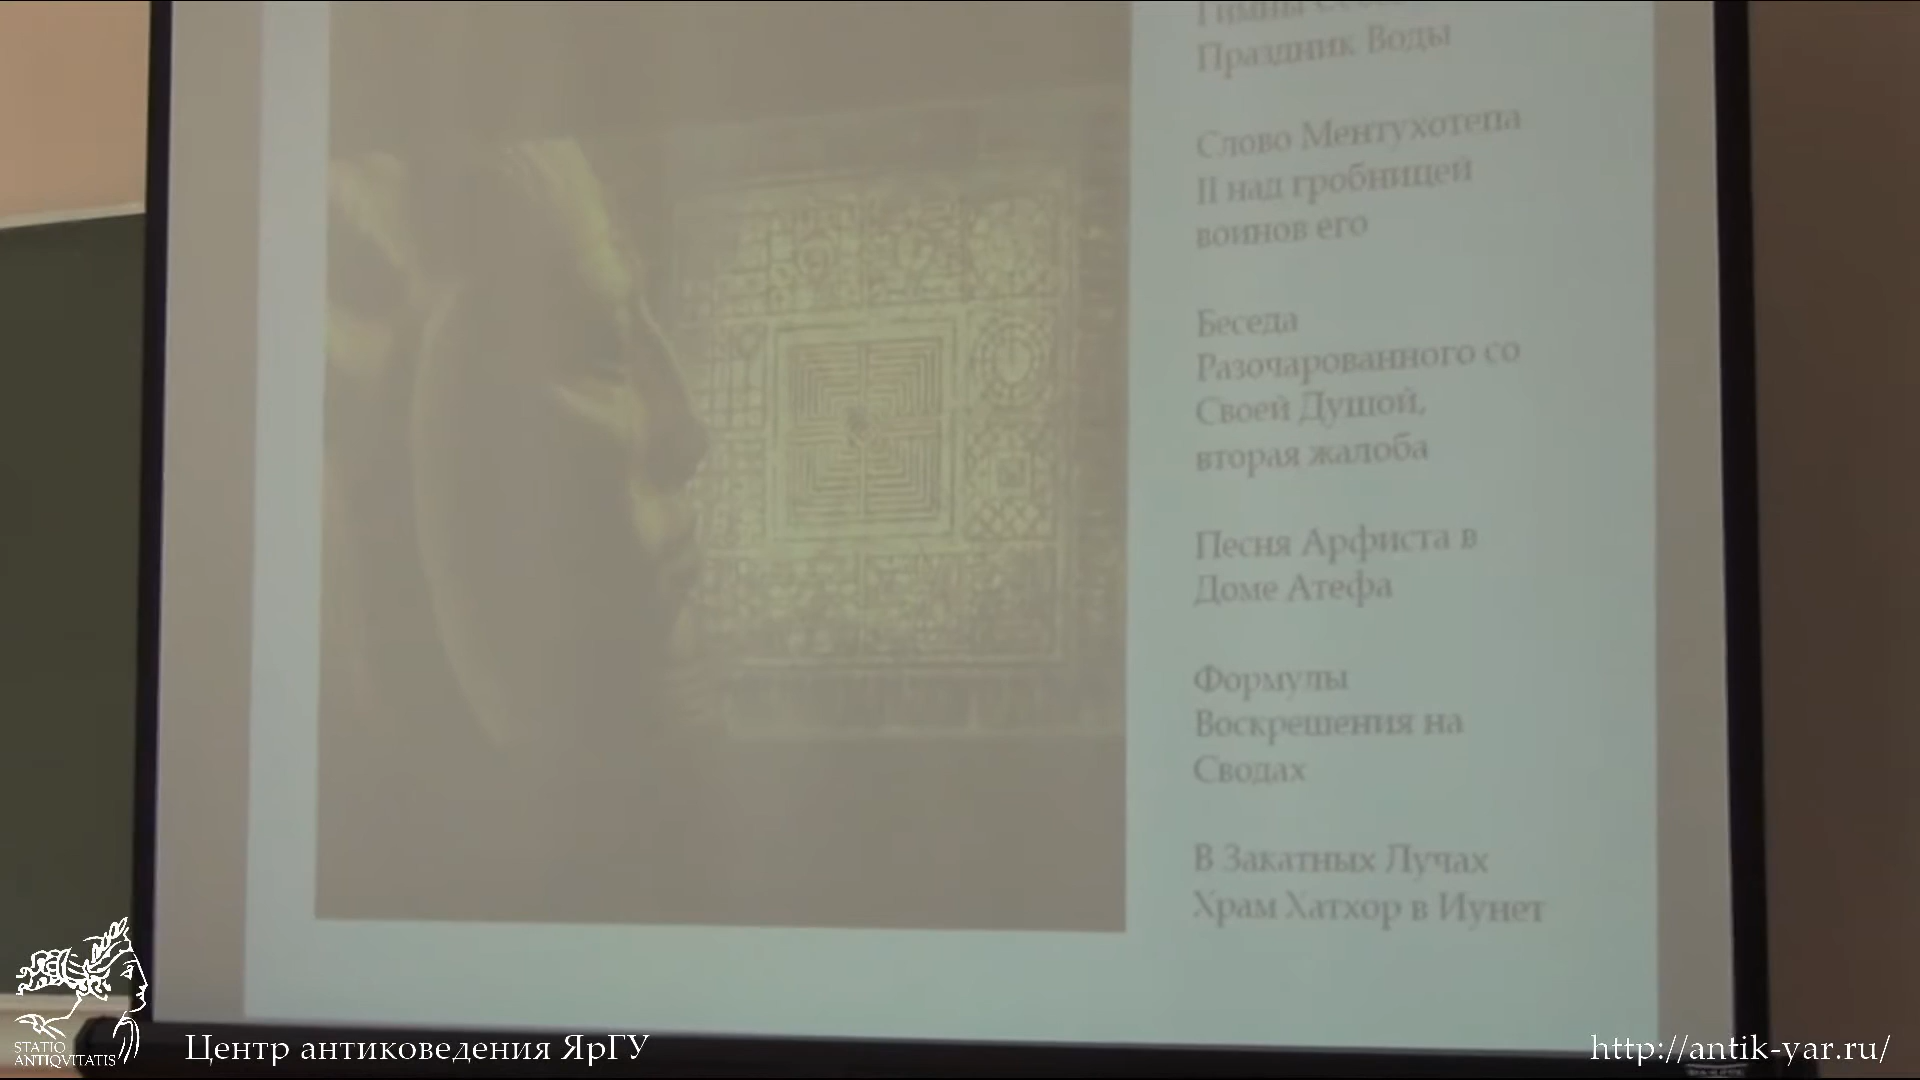 Гимны
Праздник Воды
Слово Ментухотепа
II над гробницей
воинов его
Беседа
Разочарованного со
Своей Душой,
вторая жалоба
Песня Арфиста в
Доме Атефа
Формулы
Воскрешения на
Сводах
В Закатных Лучах
Храм Хатхор в Иунет
STATIO
ANTIQVITATIS
Центр антиковедения ЯрГУ
http://antik-yar.ru/